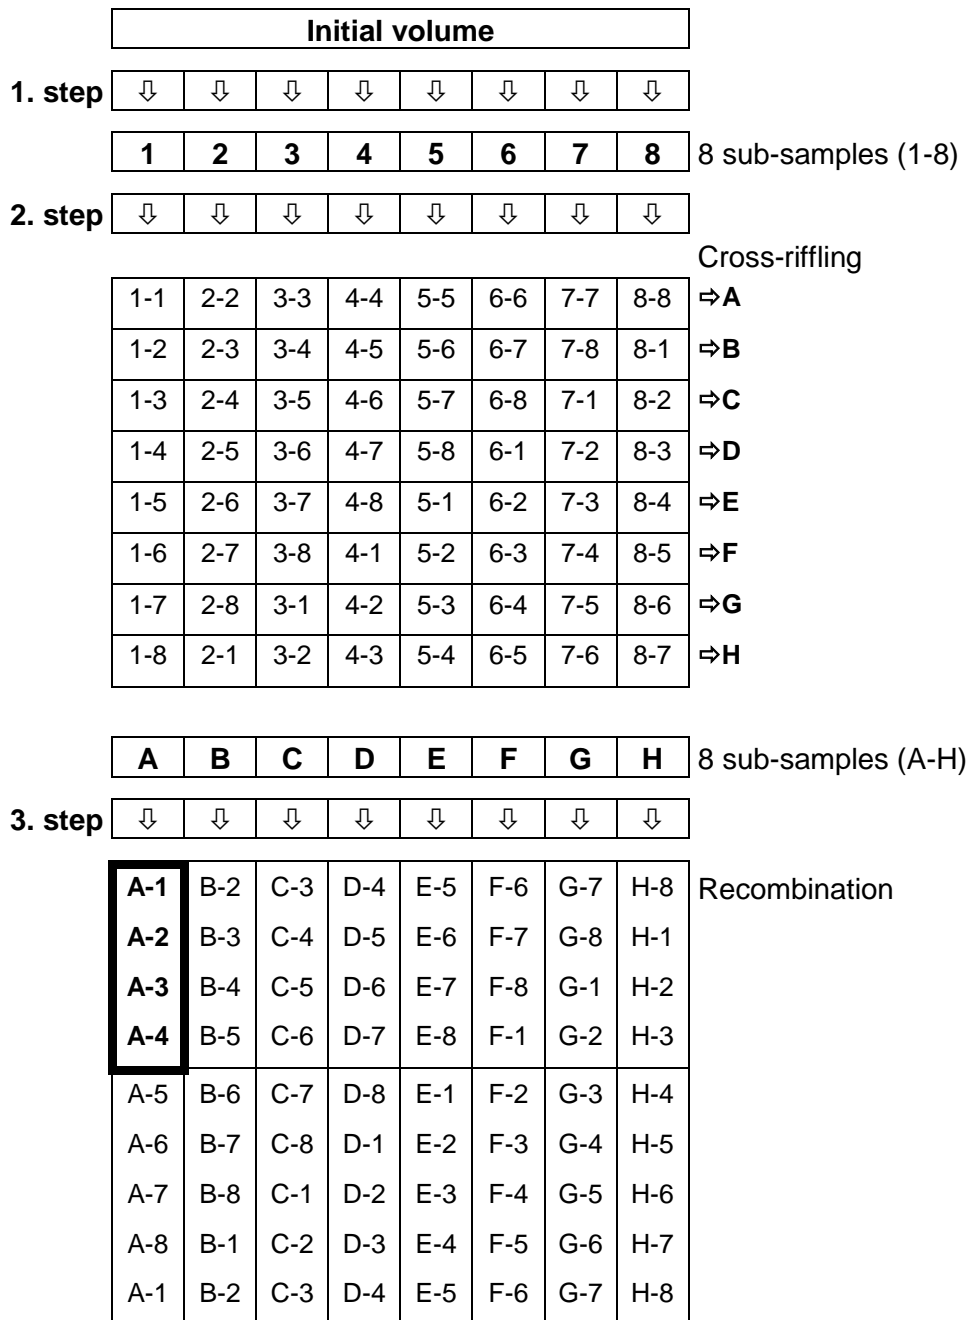 Initial volume
1. step ⇩ ⇩ ⇩ ⇩ ⇩ ⇩ ⇩ ⇩
1 2 3 4 5 6 7 8 8 sub-samples (1-8)
2. step ⇩ ⇩ ⇩ ⇩ ⇩ ⇩ ⇩ ⇩
Cross-riffling
1-1 2-2 3-3 4-4 5-5 6-6 7-7 8-8 ⇨A
1-2 2-3 3-4 4-5 5-6 6-7 7-8 8-1 ⇨B
1-3 2-4 3-5 4-6 5-7 6-8 7-1 8-2 ⇨C
1-4 2-5 3-6 4-7 5-8 6-1 7-2 8-3 ⇨D
1-5 2-6 3-7 4-8 5-1 6-2 7-3 8-4 ⇨E
1-6 2-7 3-8 4-1 5-2 6-3 7-4 8-5 ⇨F
1-7 2-8 3-1 4-2 5-3 6-4 7-5 8-6 ⇨G
1-8 2-1 3-2 4-3 5-4 6-5 7-6 8-7 ⇨H
A B C D E F G H 8 sub-samples (A-H)
3. step ⇩ ⇩ ⇩ ⇩ ⇩ ⇩ ⇩ ⇩
A-1 B-2 C-3 D-4 E-5 F-6 G-7 H-8 Recombination
A-2 B-3 C-4 D-5 E-6 F-7 G-8 H-1
A-3 B-4 C-5 D-6 E-7 F-8 G-1 H-2
A-4 B-5 C-6 D-7 E-8 F-1 G-2 H-3
A-5 B-6 C-7 D-8 E-1 F-2 G-3 H-4
A-6 B-7 C-8 D-1 E-2 F-3 G-4 H-5
A-7 B-8 C-1 D-2 E-3 F-4 G-5 H-6
A-8 B-1 C-2 D-3 E-4 F-5 G-6 H-7
A-1 B-2 C-3 D-4 E-5 F-6 G-7 H-8